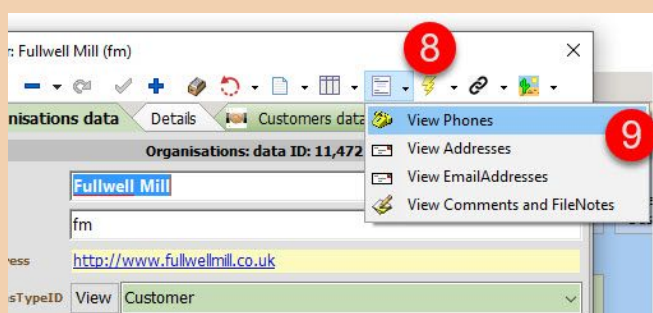 r: Fullwell Mill (fm)
8
nisations data Details Customers data
Organisations: data ID: 11,472
View Phones
9
View Addresses
View EmailAddresses
View Comments and FileNotes
Fullwell Mill
fm
ess http://www.fullwellmill.co.uk
sTypeID View Customer